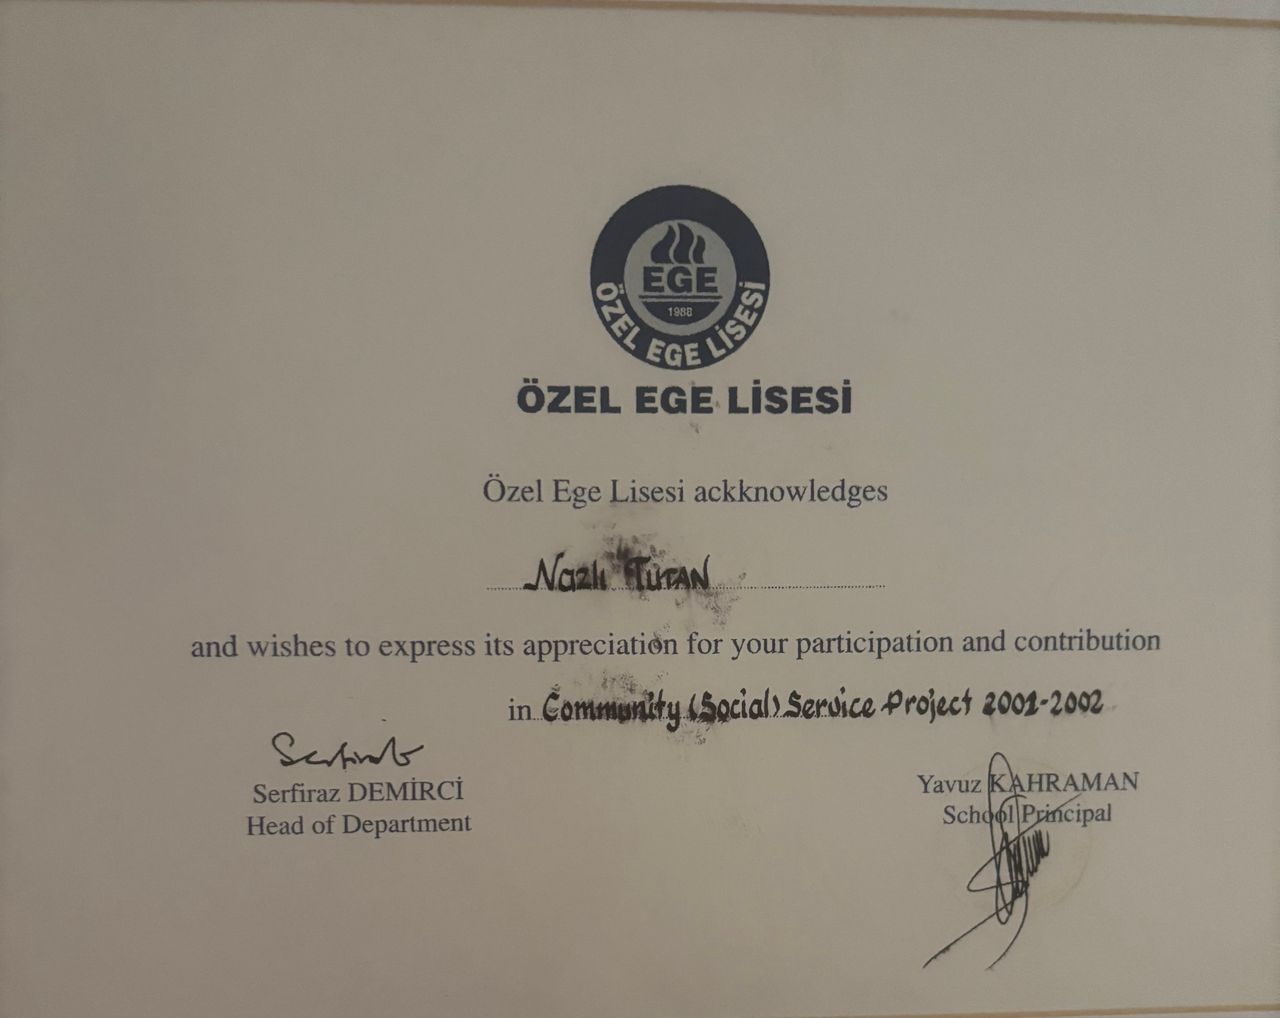 EGE
1988
ÖZEL EGE LİSESİ
ÖZEL EGE LİSESİ
Özel Ege Lisesi ackknowledges
Nazlı TUTAN
and wishes to express its appreciation for your participation and contribution
in Community (Social) Service Project 2001-2002
Serfiraz DEMİRCİ
Head of Department
Yavuz KAHRAMAN
School Principal